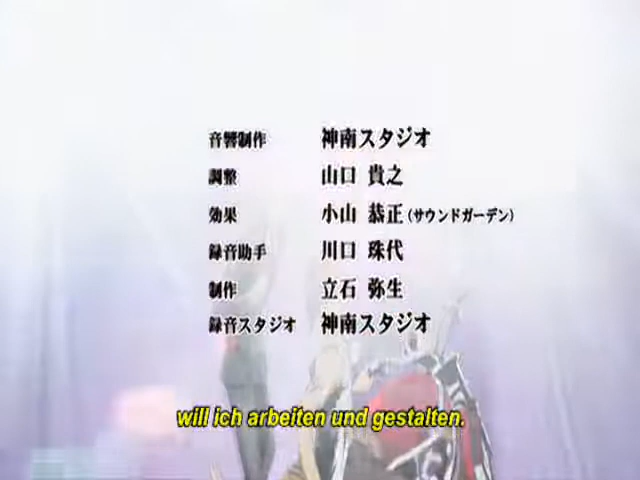 音響制作 神南スタジオ
調整 山口 貴之
効果 小山 恭正(サウンドガーデン)
録音助手 川口 珠代
制作 立石 弥生
録音スタジオ 神南スタジオ
will ich arbeiten und gestalten.